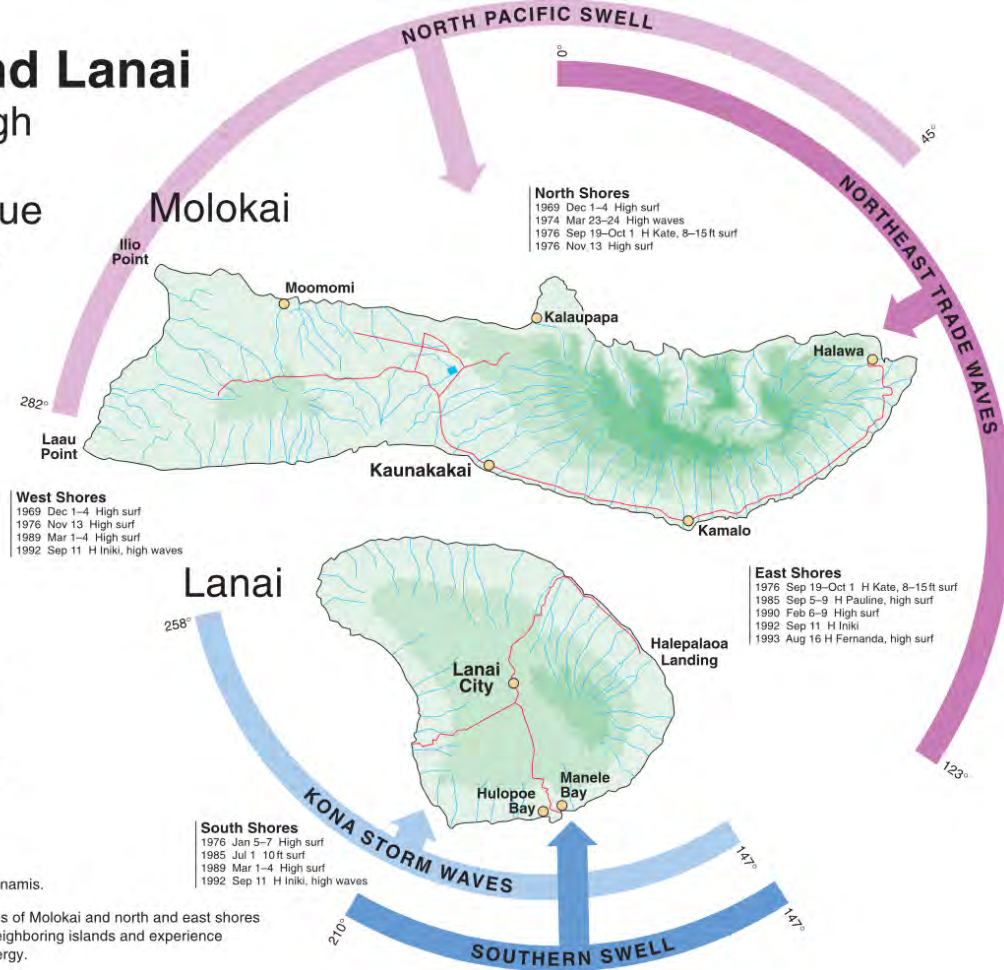 NORTH PACIFIC SWELL
nd Lanai
gh
ue
0°
45°
NORTHEAST TRADE WAVES
Molokai
North Shores
1969 Dec 1–4 High surf
1974 Mar 23–24 High waves
1976 Sep 19–Oct 1 H Kate, 8–15 ft surf
1976 Nov 13 High surf
Ilio
Point
Moomomi
Kalaupapa
Halawa
282°
Laau
Point
Kaunakakai
Kamalo
West Shores
1969 Dec 1–4 High surf
1976 Nov 13 High surf
1989 Mar 1–4 High surf
1992 Sep 11 H Iniki, high waves
East Shores
1976 Sep 19–Oct 1 H Kate, 8–15 ft surf
1985 Sep 5–9 H Pauline, high surf
1990 Feb 6–9 High surf
1992 Sep 11 H Iniki
1993 Aug 16 H Fernanda, high surf
Lanai
258°
Halepalaoa
Landing
Lanai
City
123°
Hulopoe
Bay
Manele
Bay
KONA STORM WAVES
147°
South Shores
1976 Jan 5–7 High surf
1985 Jul 1 10 ft surf
1989 Mar 1–4 High surf
1992 Sep 11 H Iniki, high waves
210°
147°
SOUTHERN SWELL
namis.
s of Molokai and north and east shores
eighboring islands and experience
ergy.